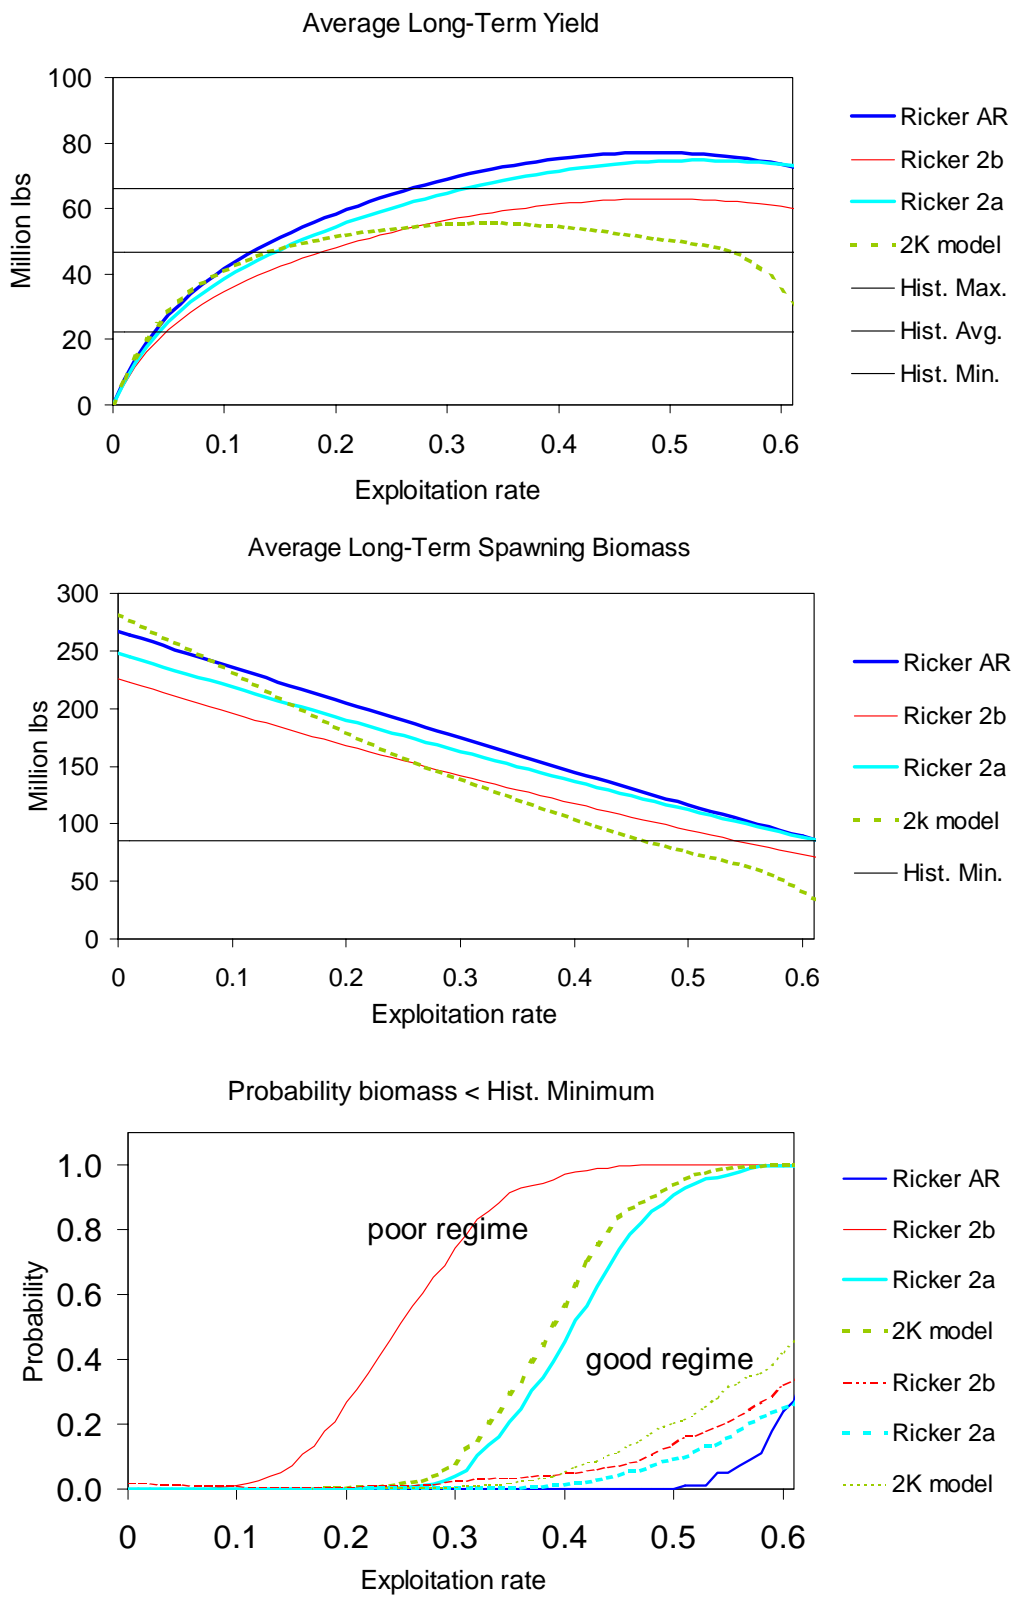 Average Long-Term Yield
100
80
60
40
20
0
Million lbs
0 0.1 0.2 0.3 0.4 0.5 0.6
Exploitation rate
Ricker AR
Ricker 2b
Ricker 2a
2K model
Hist. Max.
Hist. Avg.
Hist. Min.
Average Long-Term Spawning Biomass
300
250
200
150
100
50
0
Million lbs
0 0.1 0.2 0.3 0.4 0.5 0.6
Exploitation rate
Ricker AR
Ricker 2b
Ricker 2a
2k model
Hist. Min.
Probability biomass < Hist. Minimum
1.0
0.8
0.6
0.4
0.2
0.0
Probability
poor regime
good regime
0 0.1 0.2 0.3 0.4 0.5 0.6
Exploitation rate
Ricker AR
Ricker 2b
Ricker 2a
2K model
Ricker 2b
Ricker 2a
2K model